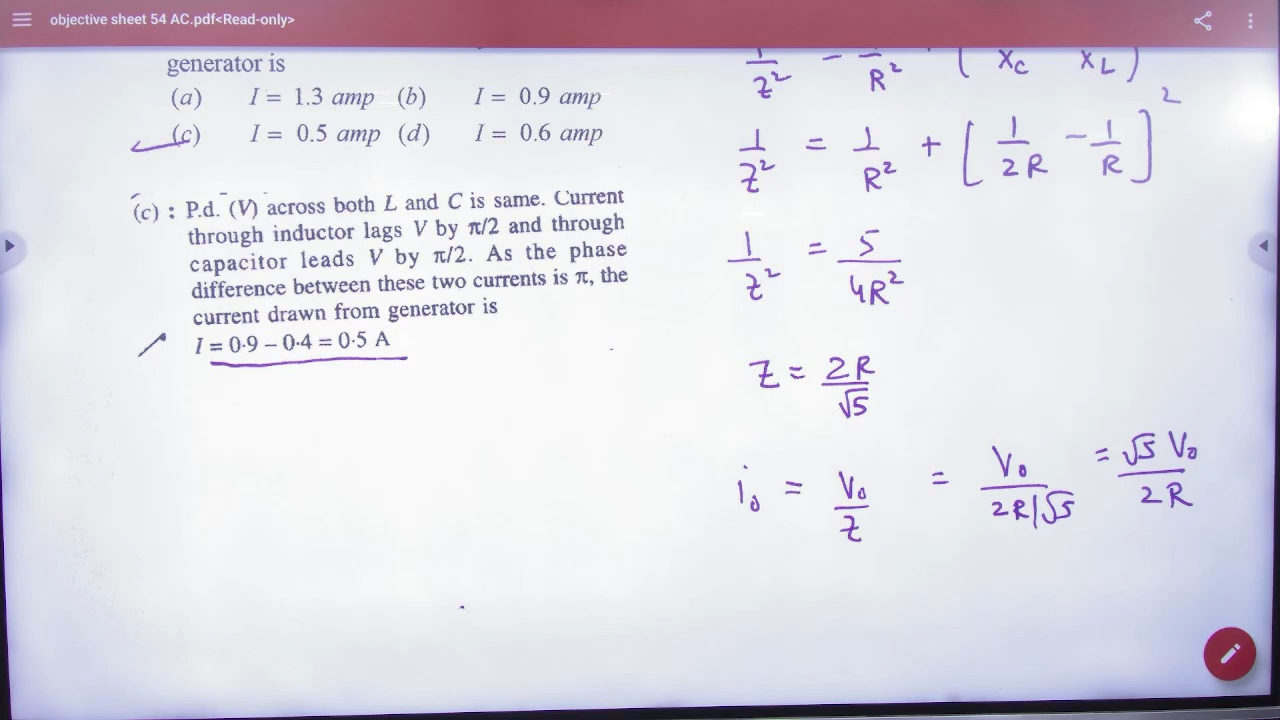 objective sheet 54 AC.pdf<Read-only>
generator is
(a) I = 1.3 amp (b) I = 0.9 amp
(c) I = 0.5 amp (d) I = 0.6 amp
(c) : P.d. (V) across both L and C is same. Current
through inductor lags V by π/2 and through
capacitor leads V by π/2. As the phase
difference between these two currents is π, the
current drawn from generator is
I = 0·9 – 0·4 = 0·5 A
1/Z² = 1/R² + [1/2R - 1/R]²
1/Z² = 5/4R²
Z = 2R/√5
i₀ = V₀/Z = V₀/2R/√5 = √5 V₀/2R